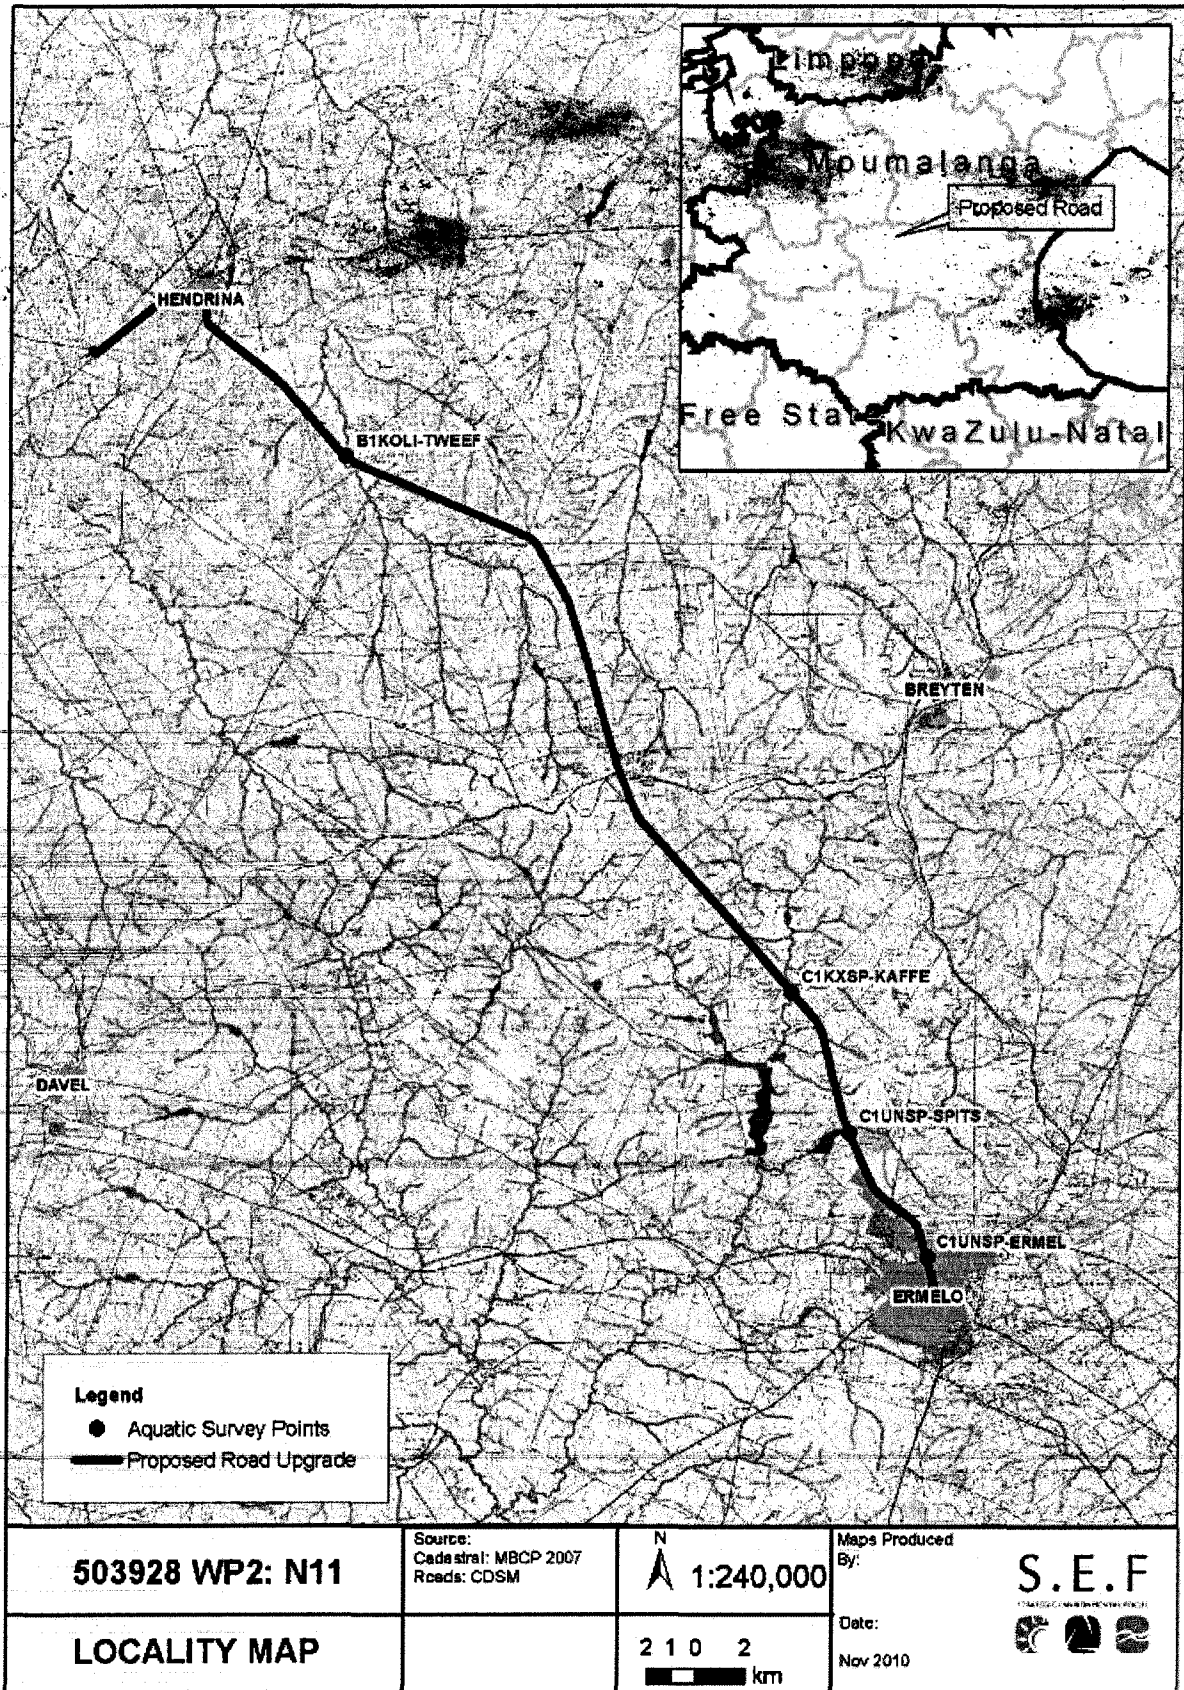 Limpopo
Mpumalanga
Proposed Road
Free State
KwaZulu-Natal
HENDRINA
B1KOLI-TWEEF
BREYTEN
C1KXSP-KAFFE
DAVEL
C1UNSP-SPITS
C1UNSP-ERMEL
ERMELO
Legend
Aquatic Survey Points
Proposed Road Upgrade
503928 WP2: N11
LOCALITY MAP
Source:
Cadastral: MBCP 2007
Roads: CDSM
N
1:240,000
2 1 0 2
km
Maps Produced
By:
S.E.F
Date:
Nov 2010